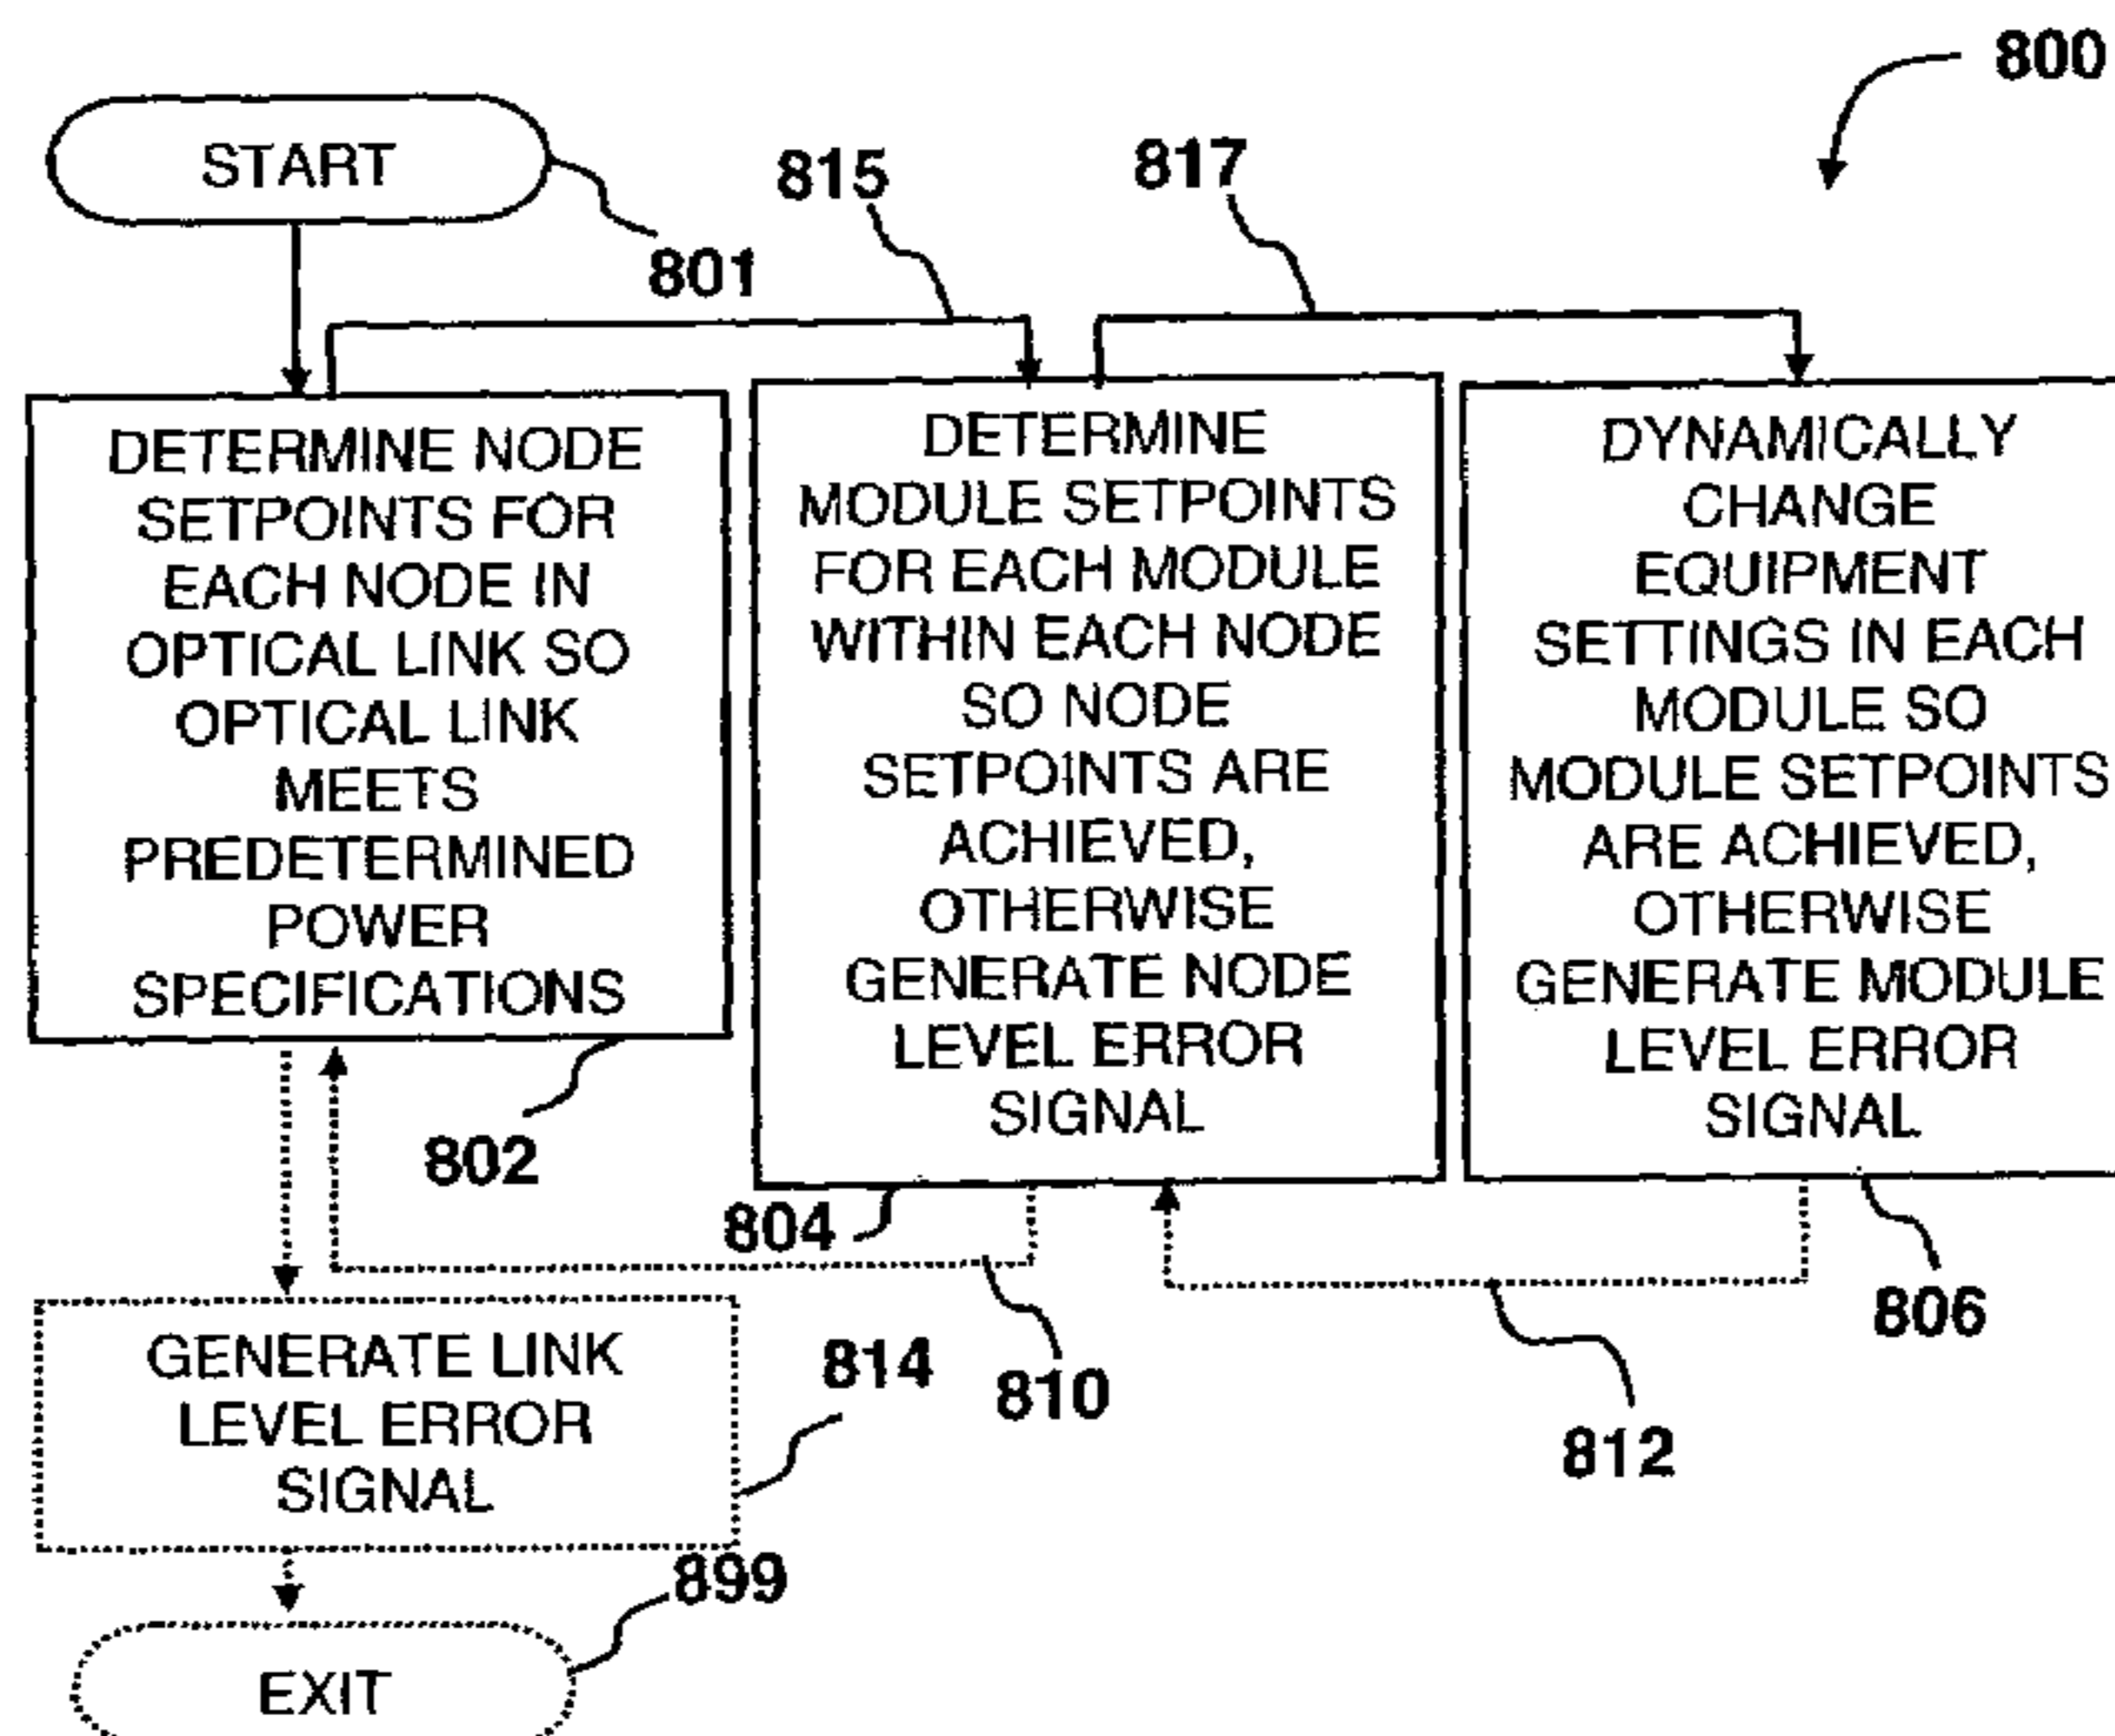 800
START
801
815
817
DETERMINE NODE
SETPOINTS FOR
EACH NODE IN
OPTICAL LINK SO
OPTICAL LINK
MEETS
PREDETERMINED
POWER
SPECIFICATIONS
802
DETERMINE
MODULE SETPOINTS
FOR EACH MODULE
WITHIN EACH NODE
SO NODE
SETPOINTS ARE
ACHIEVED,
OTHERWISE
GENERATE NODE
LEVEL ERROR
SIGNAL
804
DYNAMICALLY
CHANGE
EQUIPMENT
SETTINGS IN EACH
MODULE SO
MODULE SETPOINTS
ARE ACHIEVED,
OTHERWISE
GENERATE MODULE
LEVEL ERROR
SIGNAL
806
810
812
GENERATE LINK
LEVEL ERROR
SIGNAL
814
899
EXIT